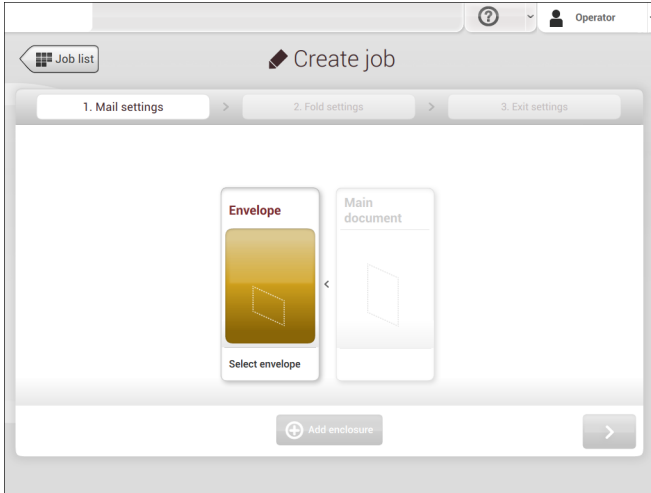 Operator
Job list
Create job
1. Mail settings
2. Fold settings
3. Exit settings
Envelope
Main
document
Select envelope
Add enclosure